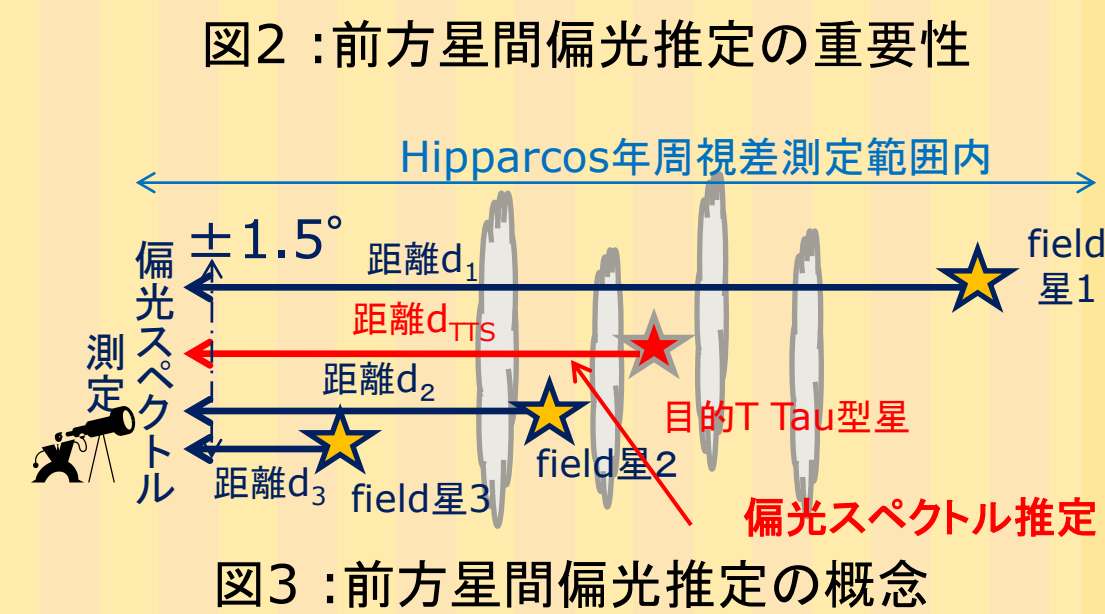 図2 :前方星間偏光推定の重要性
Hipparcos年周視差測定範囲内
±1.5°
偏光スペクトル
測定
距離d₁
field
星1
距離dTTS
距離d₂
目的T Tau型星
field星2
距離d₃
field星3
偏光スペクトル推定
図3 :前方星間偏光推定の概念